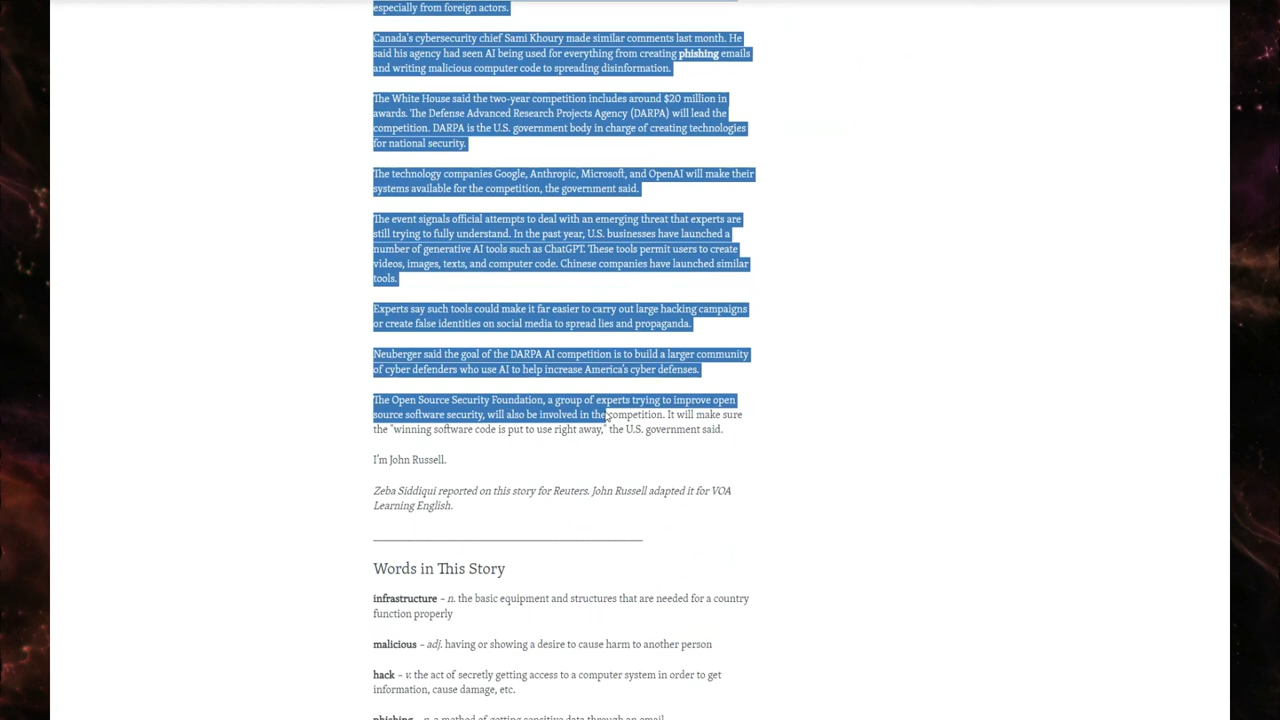 especially from foreign actors.
Canada's cybersecurity chief Sami Khoury made similar comments last month. He
said his agency had seen AI being used for everything from creating phishing emails
and writing malicious computer code to spreading disinformation.
The White House said the two-year competition includes around $20 million in
awards. The Defense Advanced Research Projects Agency (DARPA) will lead the
competition. DARPA is the U.S. government body in charge of creating technologies
for national security.
The technology companies Google, Anthropic, Microsoft, and OpenAI will make their
systems available for the competition, the government said.
The event signals official attempts to deal with an emerging threat that experts are
still trying to fully understand. In the past year, U.S. businesses have launched a
number of generative AI tools such as ChatGPT. These tools permit users to create
videos, images, texts, and computer code. Chinese companies have launched similar
tools.
Experts say such tools could make it far easier to carry out large hacking campaigns
or create false identities on social media to spread lies and propaganda.
Neuberger said the goal of the DARPA AI competition is to build a larger community
of cyber defenders who use AI to help increase America's cyber defenses.
The Open Source Security Foundation, a group of experts trying to improve open
source software security, will also be involved in the competition. It will make sure
the "winning software code is put to use right away," the U.S. government said.
I'm John Russell.
Zeba Siddiqui reported on this story for Reuters. John Russell adapted it for VOA
Learning English.
Words in This Story
infrastructure – n. the basic equipment and structures that are needed for a country
function properly
malicious – adj. having or showing a desire to cause harm to another person
hack – v. the act of secretly getting access to a computer system in order to get
information, cause damage, etc.
phishing – n. a method of getting sensitive data through an email